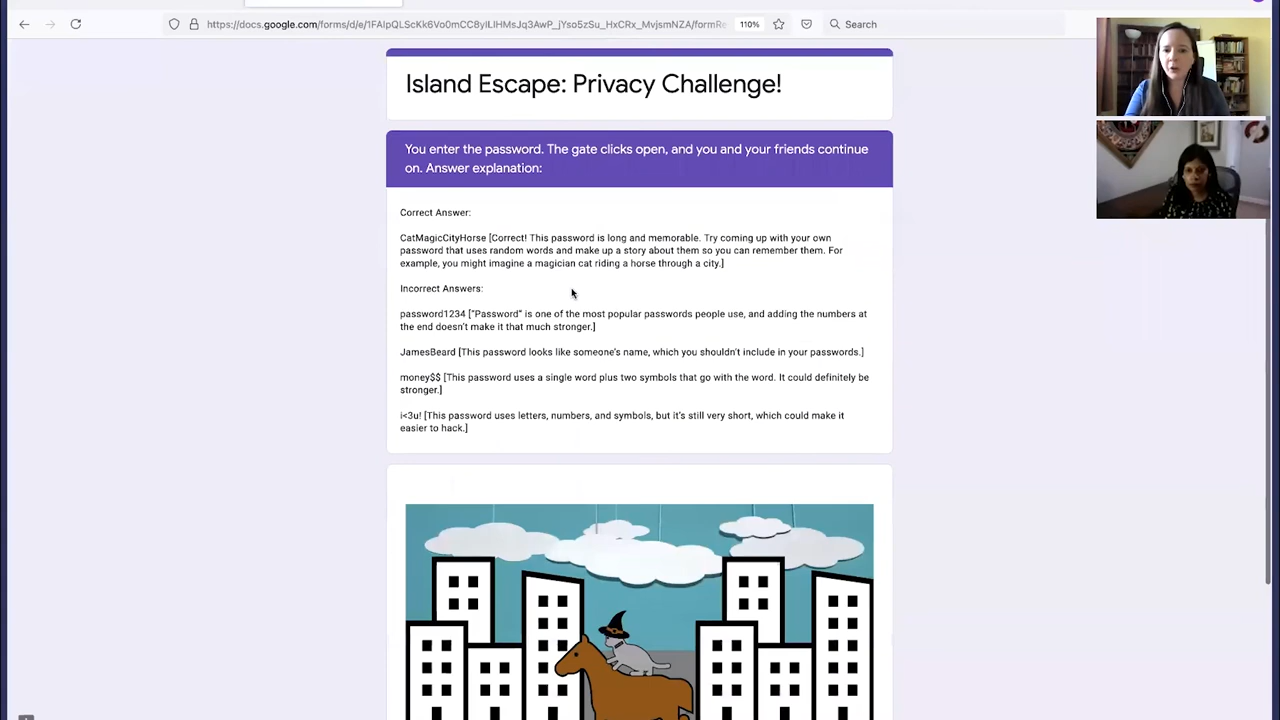 https://docs.google.com/forms/d/e/
110%
Search
Island Escape: Privacy Challenge!
You enter the password. The gate clicks open, and you and your friends continue
on. Answer explanation:
Correct Answer:
CatMagicCityHorse [Correct! This password is long and memorable. Try coming up with your own
password that uses random words and make up a story about them so you can remember them. For
example, you might imagine a magician cat riding a horse through a city.]
Incorrect Answers:
password1234 ["Password" is one of the most popular passwords people use, and adding the numbers at
the end doesn't make it that much stronger.]
JamesBeard [This password looks like someone's name, which you shouldn't include in your passwords.]
money$$ [This password uses a single word plus two symbols that go with the word. It could definitely be
stronger.]
i<3u! [This password uses letters, numbers, and symbols, but it's still very short, which could make it
easier to hack.]